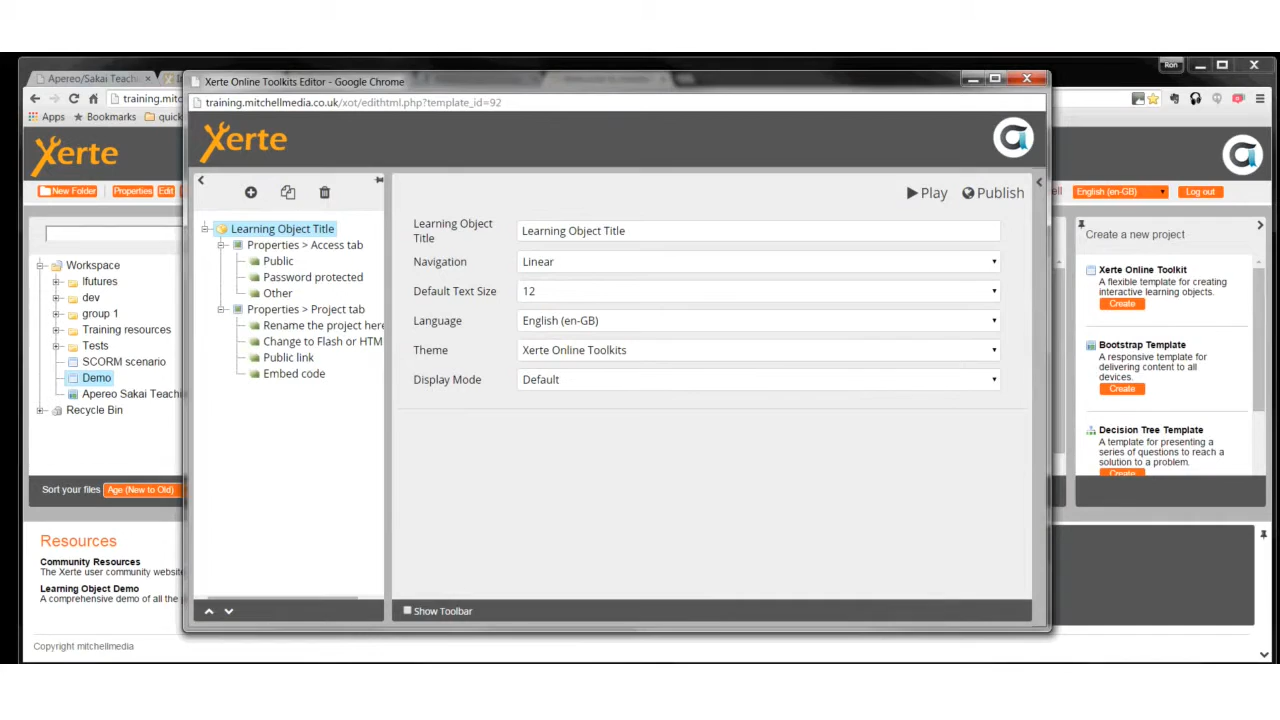 Ron
Apereo/Sakai Teach
Xerte Online Toolkits Editor - Google Chrome
training.mitc
training.mitchellmedia.co.uk/xot/edithtml.php?template_id=92
Apps
Bookmarks
quick
Xerte
Xerte
New Folder
Properties
Edit
ell
English (en-GB)
Log out
Play
Publish
Learning Object Title
Properties > Access tab
Public
Password protected
Other
Properties > Project tab
Rename the project here
Change to Flash or HTM
Public link
Embed code
Learning Object
Title
Learning Object Title
Navigation
Linear
Default Text Size
12
Language
English (en-GB)
Theme
Xerte Online Toolkits
Display Mode
Default
Show Toolbar
Workspace
lfutures
dev
group 1
Training resources
Tests
SCORM scenario
Demo
Apereo Sakai Teachi
Recycle Bin
Sort your files
Age (New to Old)
Create a new project
Xerte Online Toolkit
A flexible template for creating
interactive learning objects.
Create
Bootstrap Template
A responsive template for
delivering content to all
devices.
Create
Decision Tree Template
A template for presenting a
series of questions to reach a
solution to a problem.
Create
Resources
Community Resources
The Xerte user community website
Learning Object Demo
A comprehensive demo of all the
Copyright mitchellmedia